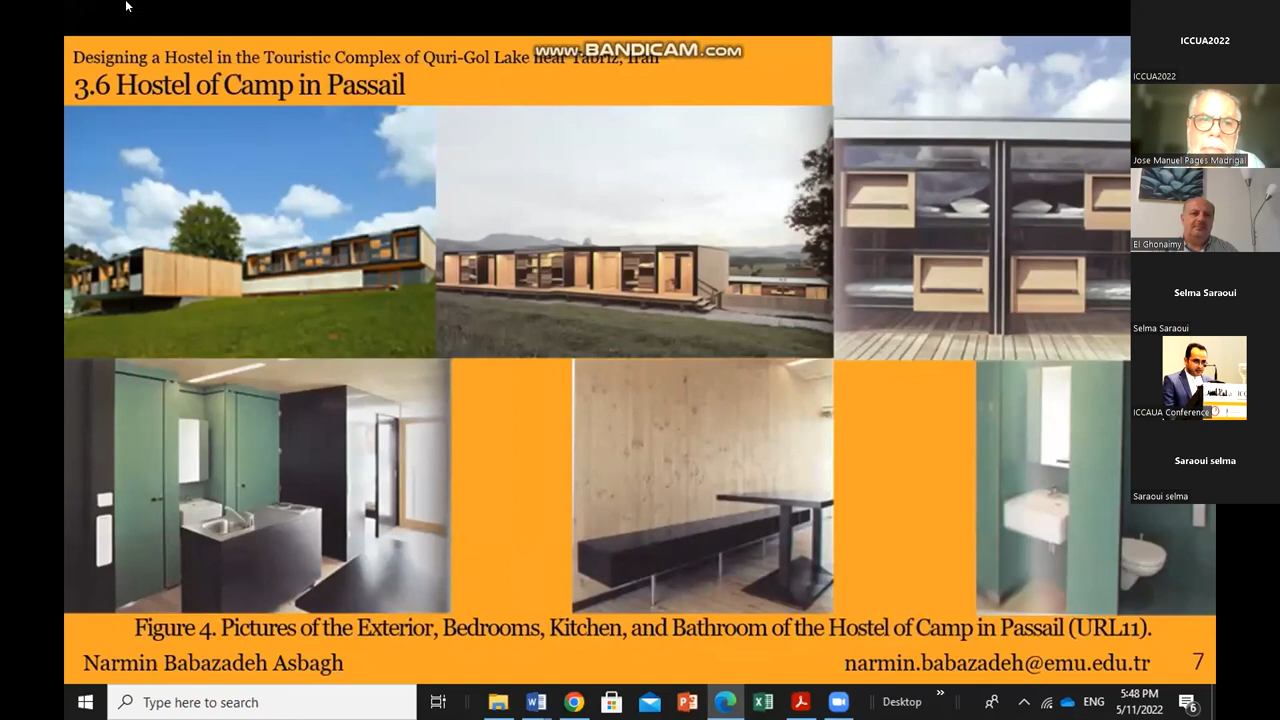 Designing a Hostel in the Touristic Complex of Quri-Gol Lake near Tabriz, Iran
WWW.BANDICAM.COM
3.6 Hostel of Camp in Passail
Figure 4. Pictures of the Exterior, Bedrooms, Kitchen, and Bathroom of the Hostel of Camp in Passail (URL11).
Narmin Babazadeh Asbagh
narmin.babazadeh@emu.edu.tr
7
ICCUA2022
ICCUA2022
Jose Manuel Pages Madrigal
El Ghonaimy
Selma Saraoui
Selma Saraoui
ICCAUA Conference
Saraoui selma
Saraoui selma
Type here to search
Desktop
ENG
5:48 PM
5/11/2022
6